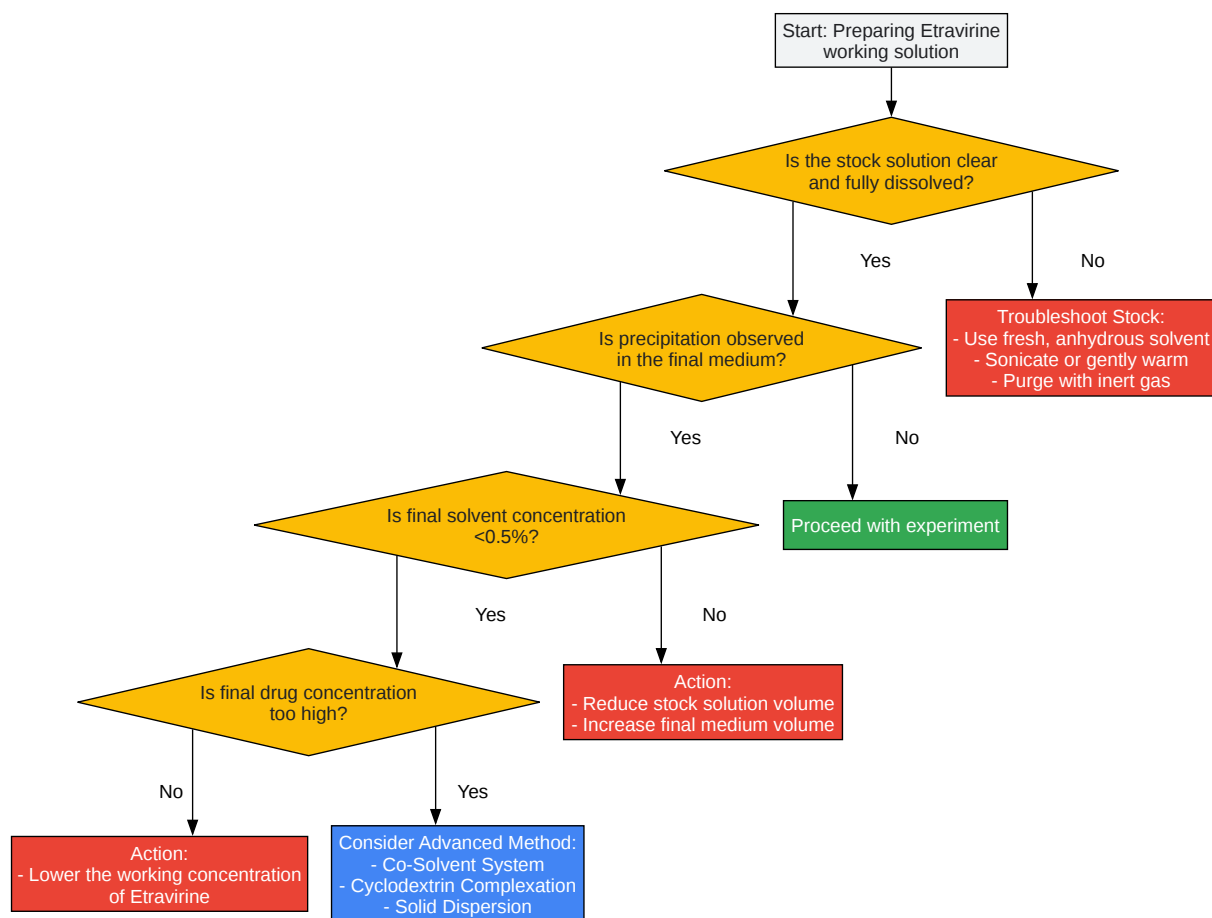 Start: Preparing Etravirine
working solution
Is the stock solution clear
and fully dissolved?
Yes
No
Is precipitation observed
in the final medium?
Troubleshoot Stock:
- Use fresh, anhydrous solvent
- Sonicate or gently warm
- Purge with inert gas
Yes
No
Is final solvent concentration
<0.5%?
Proceed with experiment
Yes
No
Is final drug concentration
too high?
Action:
- Reduce stock solution volume
- Increase final medium volume
No
Yes
Action:
- Lower the working concentration
of Etravirine
Consider Advanced Method:
- Co-Solvent System
- Cyclodextrin Complexation
- Solid Dispersion